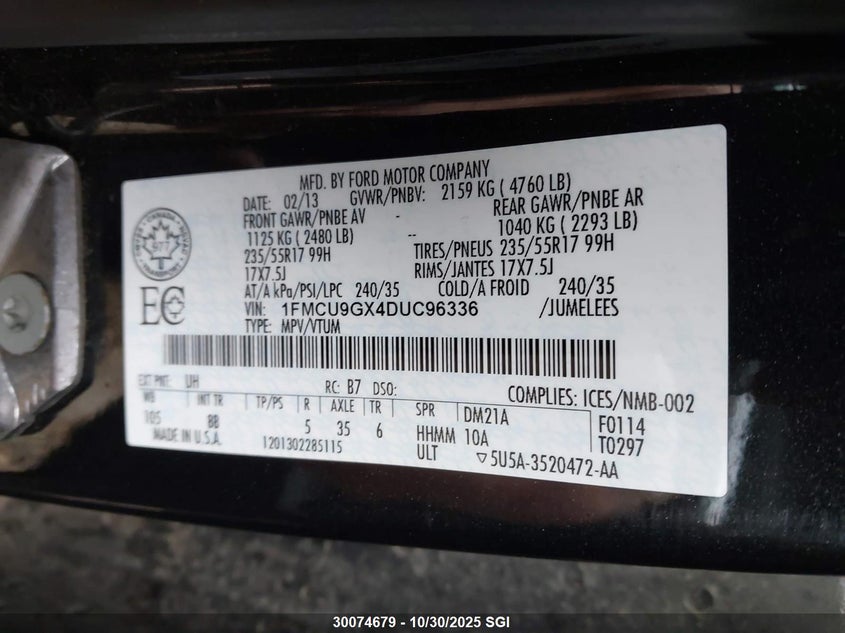 MFD. BY FORD MOTOR COMPANY
DATE: 02/13 GVWR/PNBV: 2159 KG ( 4760 LB)
FRONT GAWR/PNBE AV - REAR GAWR/PNBE AR
1125 KG ( 2480 LB) -- 1040 KG ( 2293 LB)
235/55R17 99H TIRES/PNEUS 235/55R17 99H
17X7.5J RIMS/JANTES 17X7.5J
AT/A kPa/PSI/LPC 240/35 COLD/A FROID 240/35
VIN: 1FMCU9GX4DUC96336 /JUMELEES
TYPE: MPV/VTUM
CANADA
977
TRANSPORT
EC
EXT PNT: UH RC: B7 DSO: COMPLIES: ICES/NMB-002
WB INT TR TP/PS R AXLE TR SPR DM21A F0114
105 BB 5 35 6 HHMM 10A T0297
MADE IN U.S.A. 1201302285115 ULT ▽5U5A-3520472-AA
30074679 - 10/30/2025 SGI